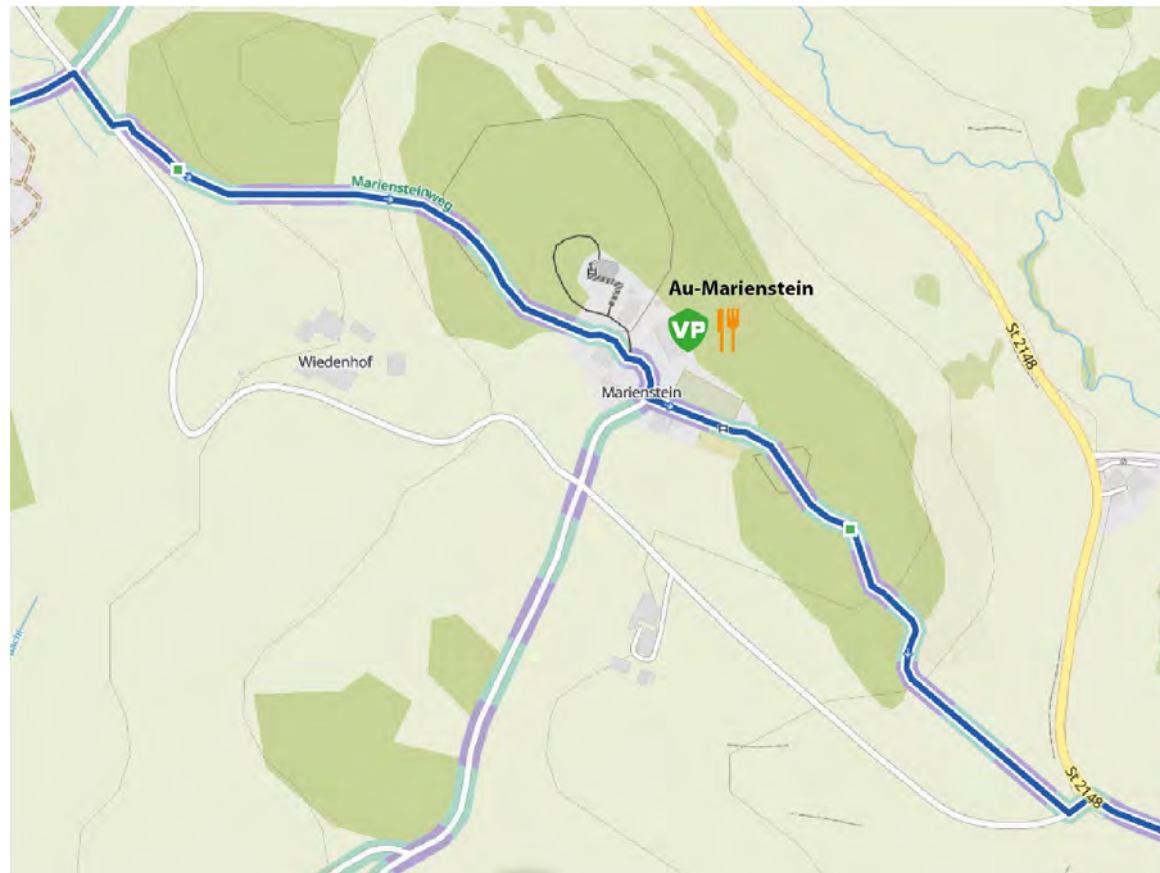 Mariensteinweg
Au-Marienstein
VP
St 2148
Wiedenhof
Marienstein
St 2148